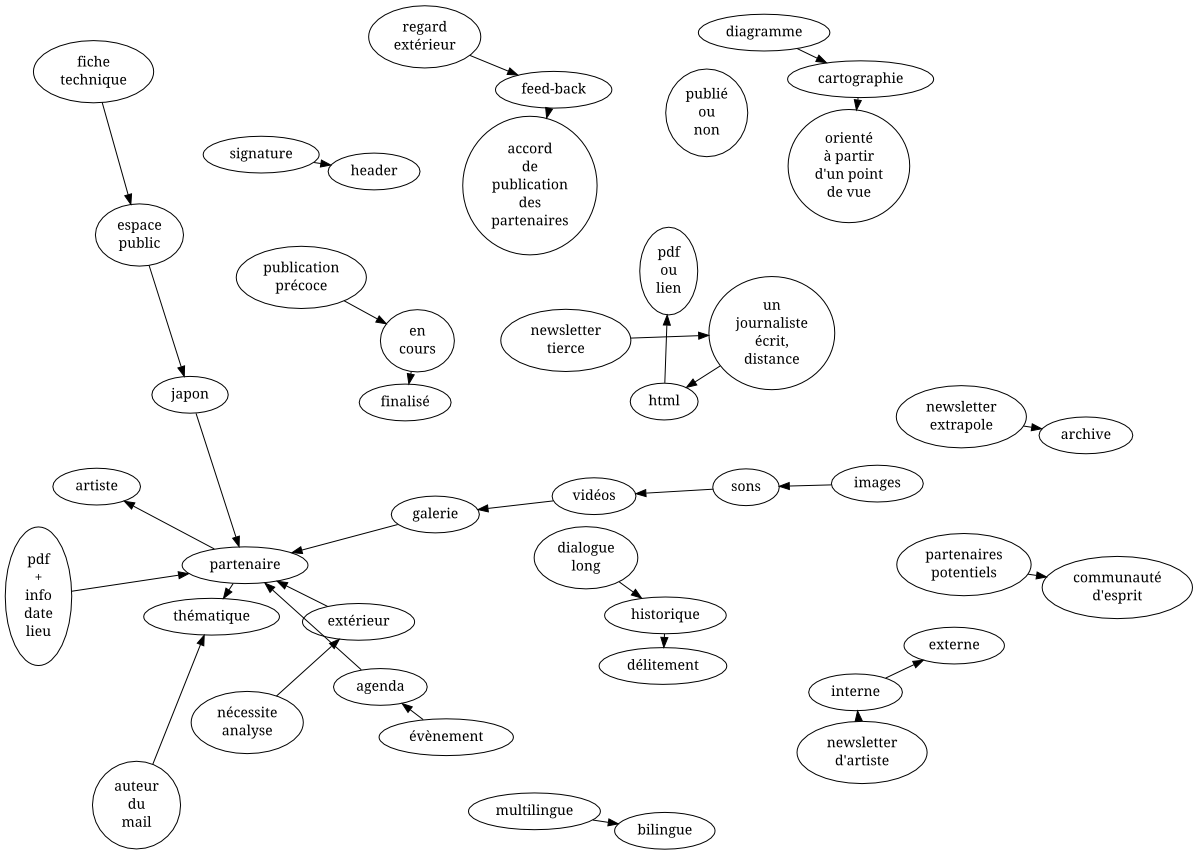 regard
extérieur
diagramme
fiche
technique
cartographie
feed-back
publié
ou
non
orienté
à partir
d'un point
de vue
signature
header
accord
de
publication
des
partenaires
espace
public
publication
précoce
pdf
ou
lien
newsletter
tierce
un
journaliste
écrit,
distance
en
cours
japon
finalisé
html
newsletter
extrapole
archive
artiste
galerie
vidéos
sons
images
pdf
+
info
date
lieu
partenaire
dialogue
long
partenaires
potentiels
communauté
d'esprit
thématique
extérieur
historique
délitement
externe
agenda
interne
nécessite
analyse
évènement
newsletter
d'artiste
auteur
du
mail
multilingue
bilingue